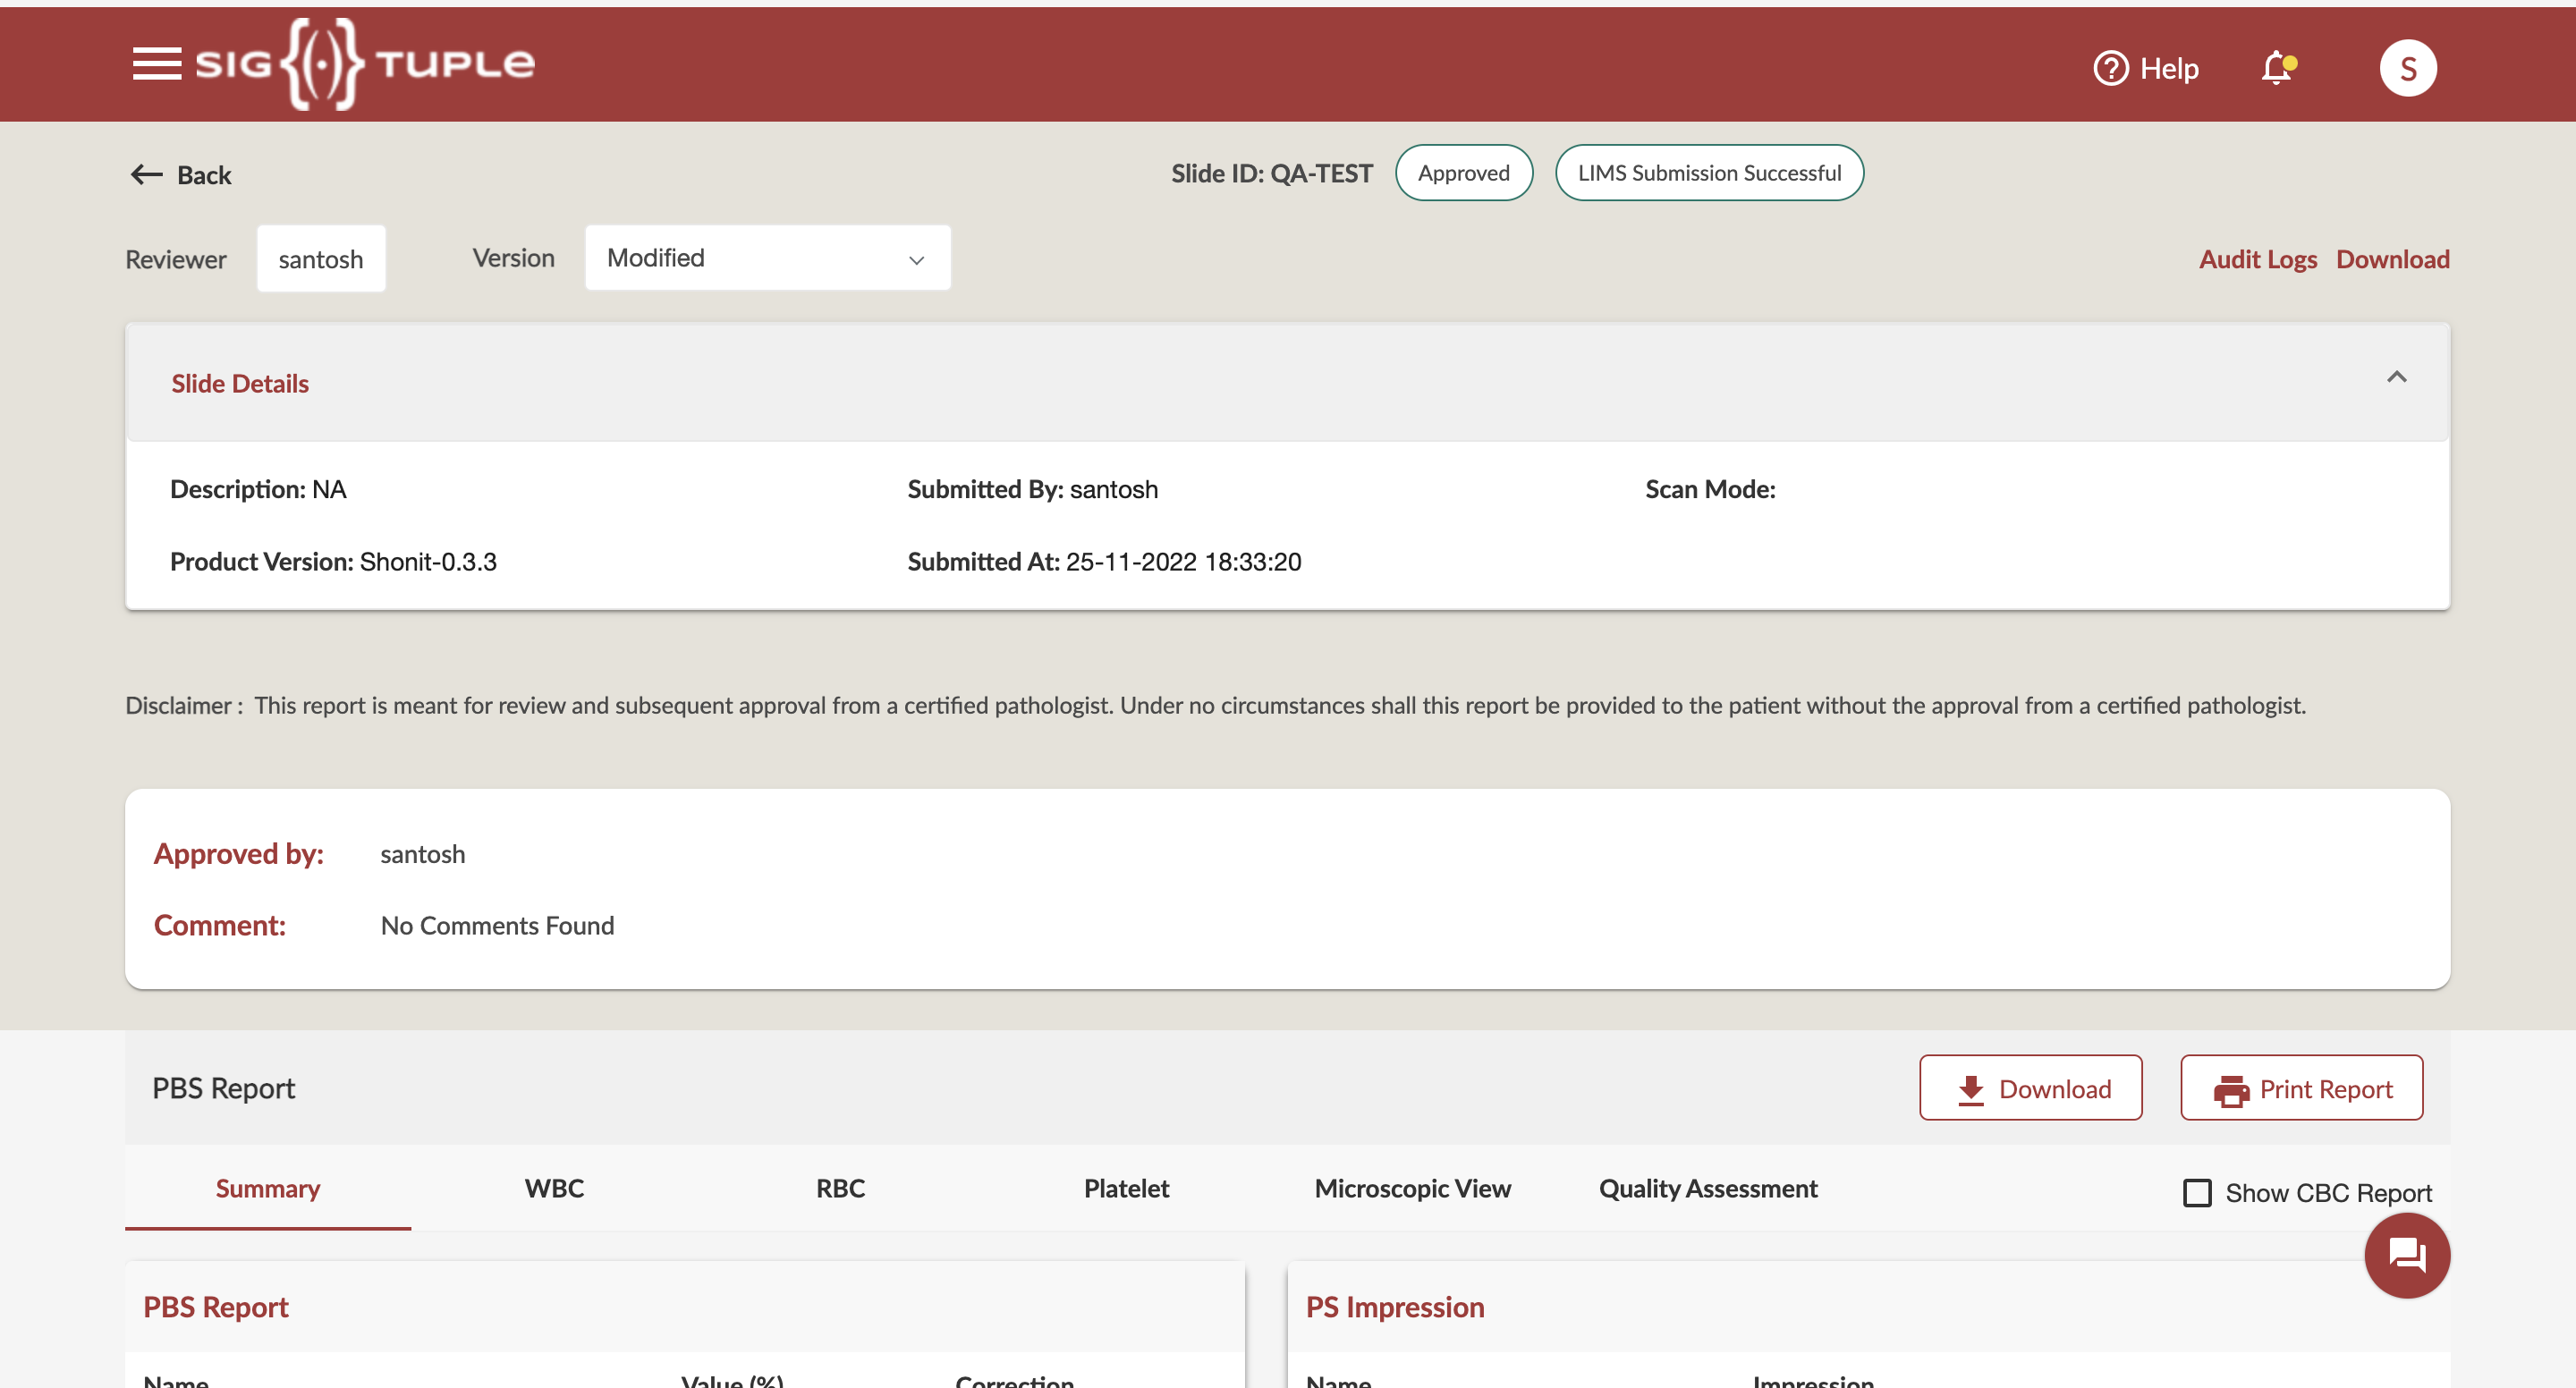 SIG{(·)}TUPLE
Help
S
Back
Slide ID: QA-TEST
Approved
LIMS Submission Successful
Reviewer santosh Version Modified
Audit Logs Download
Slide Details
Description: NA Submitted By: santosh Scan Mode:
Product Version: Shonit-0.3.3 Submitted At: 25-11-2022 18:33:20
Disclaimer : This report is meant for review and subsequent approval from a certified pathologist. Under no circumstances shall this report be provided to the patient without the approval from a certified pathologist.
Approved by: santosh
Comment: No Comments Found
PBS Report
Download
Print Report
Summary WBC RBC Platelet Microscopic View Quality Assessment Show CBC Report
PBS Report
PS Impression
Name Value (%) Correction
Name Impression